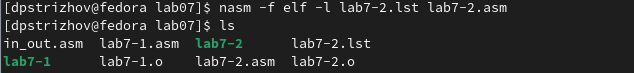 [dpstrizhov@fedora lab07]$ nasm -f elf -l lab7-2.lst lab7-2.asm
[dpstrizhov@fedora lab07]$ ls
in_out.asm  lab7-1.asm  lab7-2      lab7-2.lst
lab7-1      lab7-1.o    lab7-2.asm  lab7-2.o